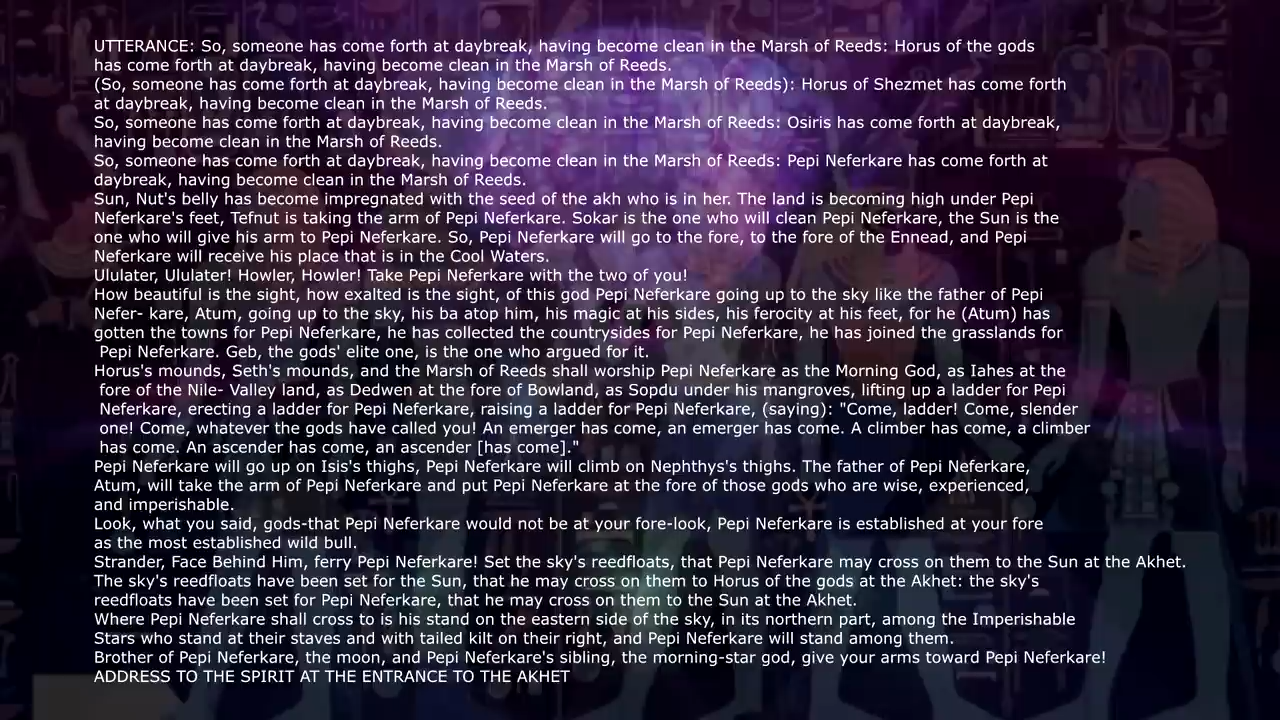 UTTERANCE: So, someone has come forth at daybreak, having become clean in the Marsh of Reeds: Horus of the gods
has come forth at daybreak, having become clean in the Marsh of Reeds.
(So, someone has come forth at daybreak, having become clean in the Marsh of Reeds): Horus of Shezmet has come forth
at daybreak, having become clean in the Marsh of Reeds.
So, someone has come forth at daybreak, having become clean in the Marsh of Reeds: Osiris has come forth at daybreak,
having become clean in the Marsh of Reeds.
So, someone has come forth at daybreak, having become clean in the Marsh of Reeds: Pepi Neferkare has come forth at
daybreak, having become clean in the Marsh of Reeds.
Sun, Nut's belly has become impregnated with the seed of the akh who is in her. The land is becoming high under Pepi
Neferkare's feet, Tefnut is taking the arm of Pepi Neferkare. Sokar is the one who will clean Pepi Neferkare, the Sun is the
one who will give his arm to Pepi Neferkare. So, Pepi Neferkare will go to the fore, to the fore of the Ennead, and Pepi
Neferkare will receive his place that is in the Cool Waters.
Ululater, Ululater! Howler, Howler! Take Pepi Neferkare with the two of you!
How beautiful is the sight, how exalted is the sight, of this god Pepi Neferkare going up to the sky like the father of Pepi
Nefer- kare, Atum, going up to the sky, his ba atop him, his magic at his sides, his ferocity at his feet, for he (Atum) has
gotten the towns for Pepi Neferkare, he has collected the countrysides for Pepi Neferkare, he has joined the grasslands for
Pepi Neferkare. Geb, the gods' elite one, is the one who argued for it.
Horus's mounds, Seth's mounds, and the Marsh of Reeds shall worship Pepi Neferkare as the Morning God, as Iahes at the
fore of the Nile- Valley land, as Dedwen at the fore of Bowland, as Sopdu under his mangroves, lifting up a ladder for Pepi
Neferkare, erecting a ladder for Pepi Neferkare, raising a ladder for Pepi Neferkare, (saying): "Come, ladder! Come, slender
one! Come, whatever the gods have called you! An emerger has come, an emerger has come. A climber has come, a climber
has come. An ascender has come, an ascender [has come]."
Pepi Neferkare will go up on Isis's thighs, Pepi Neferkare will climb on Nephthys's thighs. The father of Pepi Neferkare,
Atum, will take the arm of Pepi Neferkare and put Pepi Neferkare at the fore of those gods who are wise, experienced,
and imperishable.
Look, what you said, gods-that Pepi Neferkare would not be at your fore-look, Pepi Neferkare is established at your fore
as the most established wild bull.
Strander, Face Behind Him, ferry Pepi Neferkare! Set the sky's reedfloats, that Pepi Neferkare may cross on them to the Sun at the Akhet.
The sky's reedfloats have been set for the Sun, that he may cross on them to Horus of the gods at the Akhet: the sky's
reedfloats have been set for Pepi Neferkare, that he may cross on them to the Sun at the Akhet.
Where Pepi Neferkare shall cross to is his stand on the eastern side of the sky, in its northern part, among the Imperishable
Stars who stand at their staves and with tailed kilt on their right, and Pepi Neferkare will stand among them.
Brother of Pepi Neferkare, the moon, and Pepi Neferkare's sibling, the morning-star god, give your arms toward Pepi Neferkare!
ADDRESS TO THE SPIRIT AT THE ENTRANCE TO THE AKHET